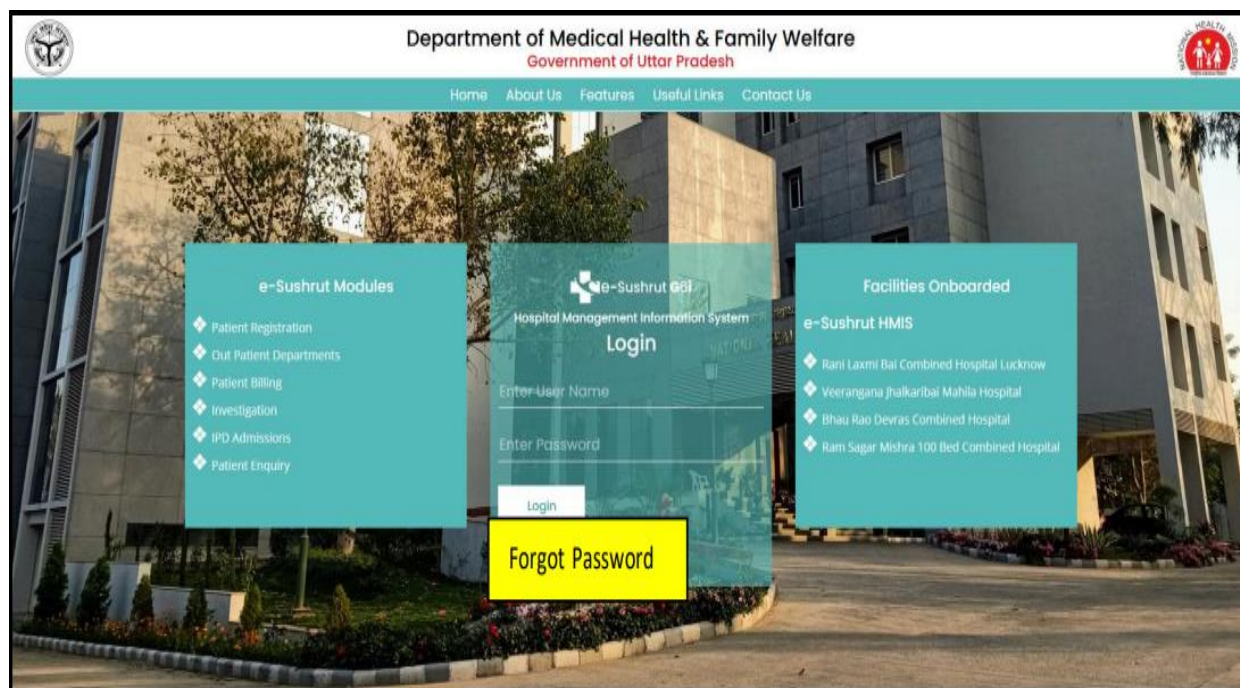 Department of Medical Health & Family Welfare
Government of Uttar Pradesh
NATIONAL HEALTH MISSION
Home About Us Features Useful Links Contact Us
e-Sushrut Modules
Patient Registration
Out Patient Departments
Patient Billing
Investigation
IPD Admissions
Patient Enquiry
e-Sushrut
Hospital Management Information System
Login
Enter User Name
Enter Password
Login
Forgot Password
Facilities Onboarded
e-Sushrut HMIS
Rani Laxmi Bai Combined Hospital Lucknow
Veerangana Jhalkaribai Mahila Hospital
Bhau Rao Devras Combined Hospital
Ram Sagar Mishra 100 Bed Combined Hospital